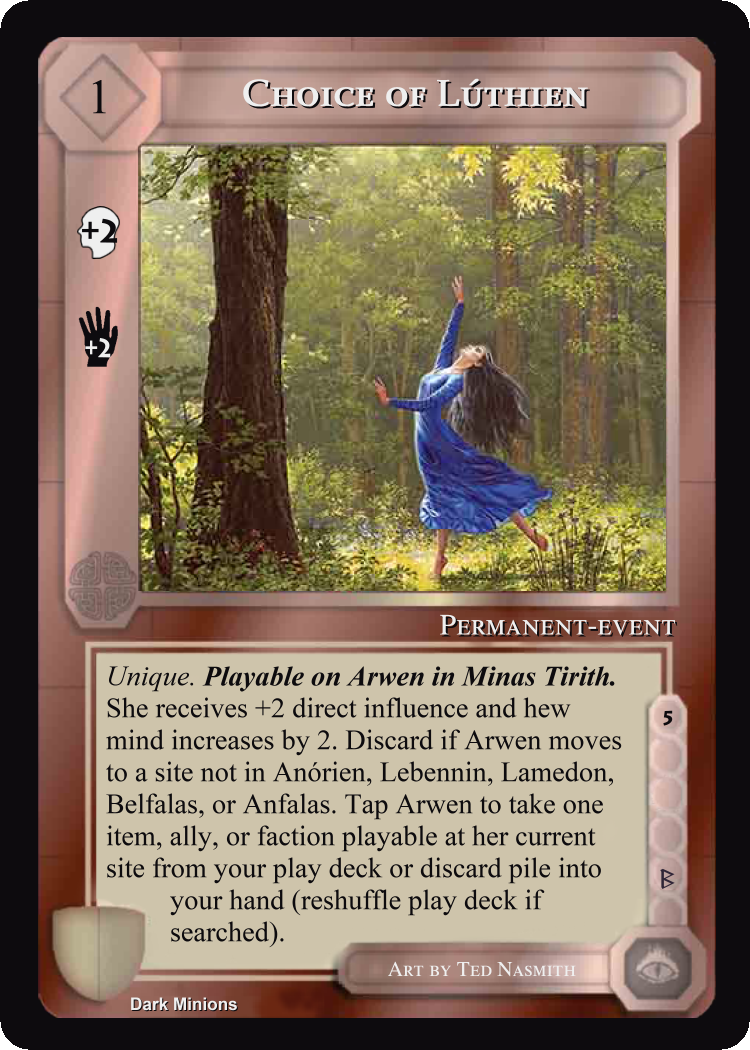 1
Choice of Lúthien
+2
+2
Permanent-event
Unique. Playable on Arwen in Minas Tirith.
She receives +2 direct influence and hew
mind increases by 2. Discard if Arwen moves
to a site not in Anórien, Lebennin, Lamedon,
Belfalas, or Anfalas. Tap Arwen to take one
item, ally, or faction playable at her current
site from your play deck or discard pile into
your hand (reshuffle play deck if
searched).
5
ᛒ
Art by Ted Nasmith
Dark Minions